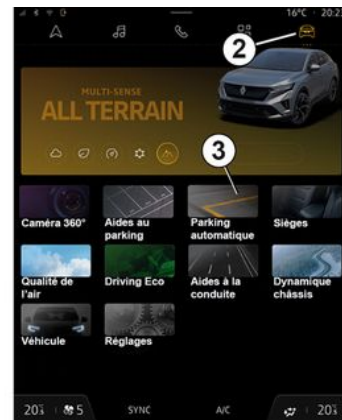 16°C 20:23
2
MULTI-SENSE
ALL TERRAIN
3
Caméra 360°
Aides au
parking
Parking
automatique
Sièges
Qualité de
l'air
Driving Eco
Aides à la
conduite
Dynamique
châssis
Véhicule
Réglages
20 5 SYNC A/C 20